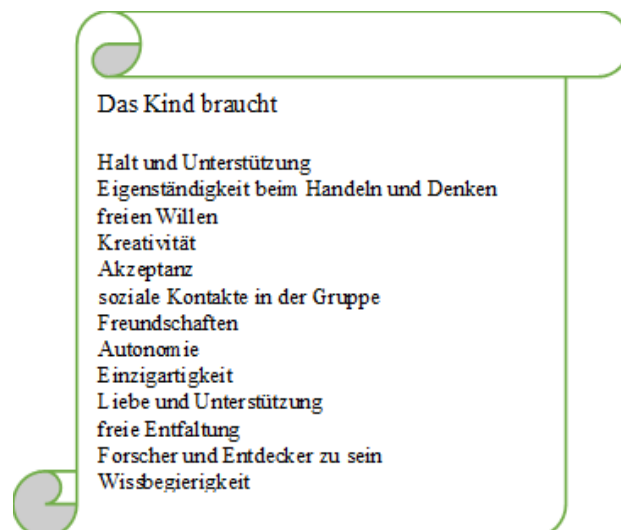 Das Kind braucht
Halt und Unterstützung
Eigenständigkeit beim Handeln und Denken
freien Willen
Kreativität
Akzeptanz
soziale Kontakte in der Gruppe
Freundschaften
Autonomie
Einzigartigkeit
Liebe und Unterstützung
freie Entfaltung
Forscher und Entdecker zu sein
Wissbegierigkeit